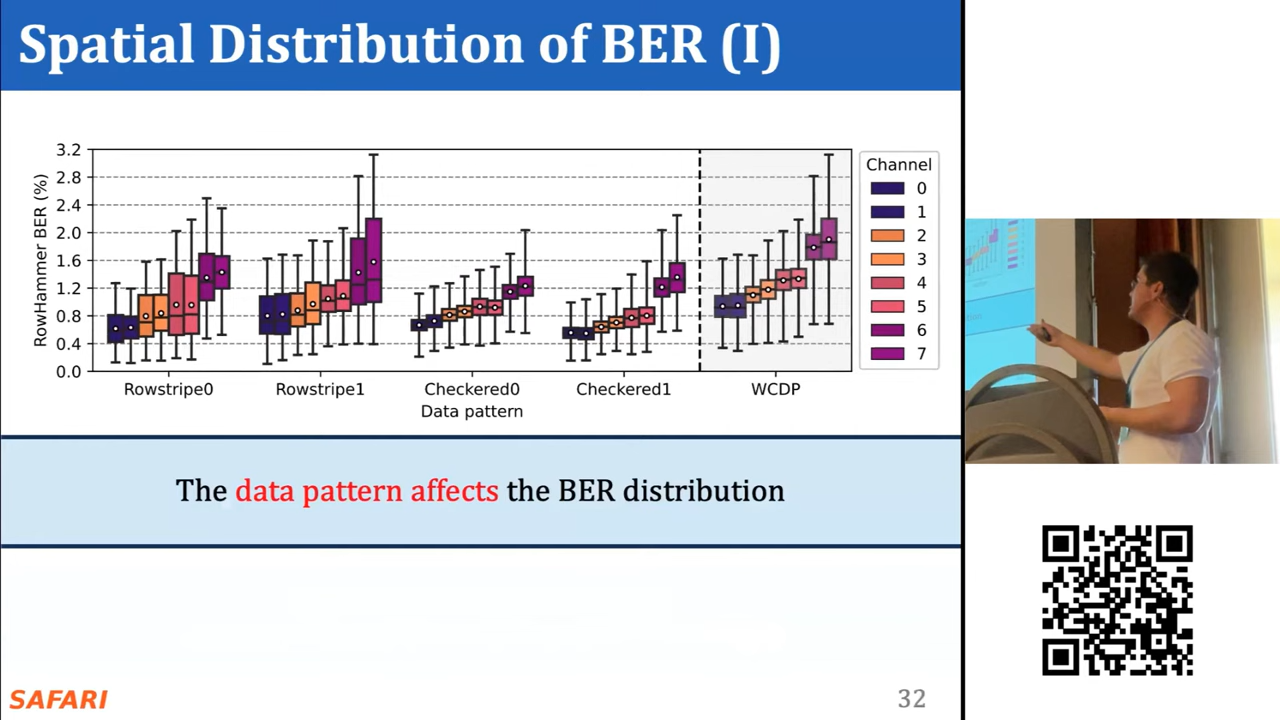 Spatial Distribution of BER (I)
RowHammer BER (%)
3.2
2.8
2.4
2.0
1.6
1.2
0.8
0.4
0.0
Rowstripe0
Rowstripe1
Checkered0
Checkered1
WCDP
Data pattern
Channel
0
1
2
3
4
5
6
7
The data pattern affects the BER distribution
SAFARI
32